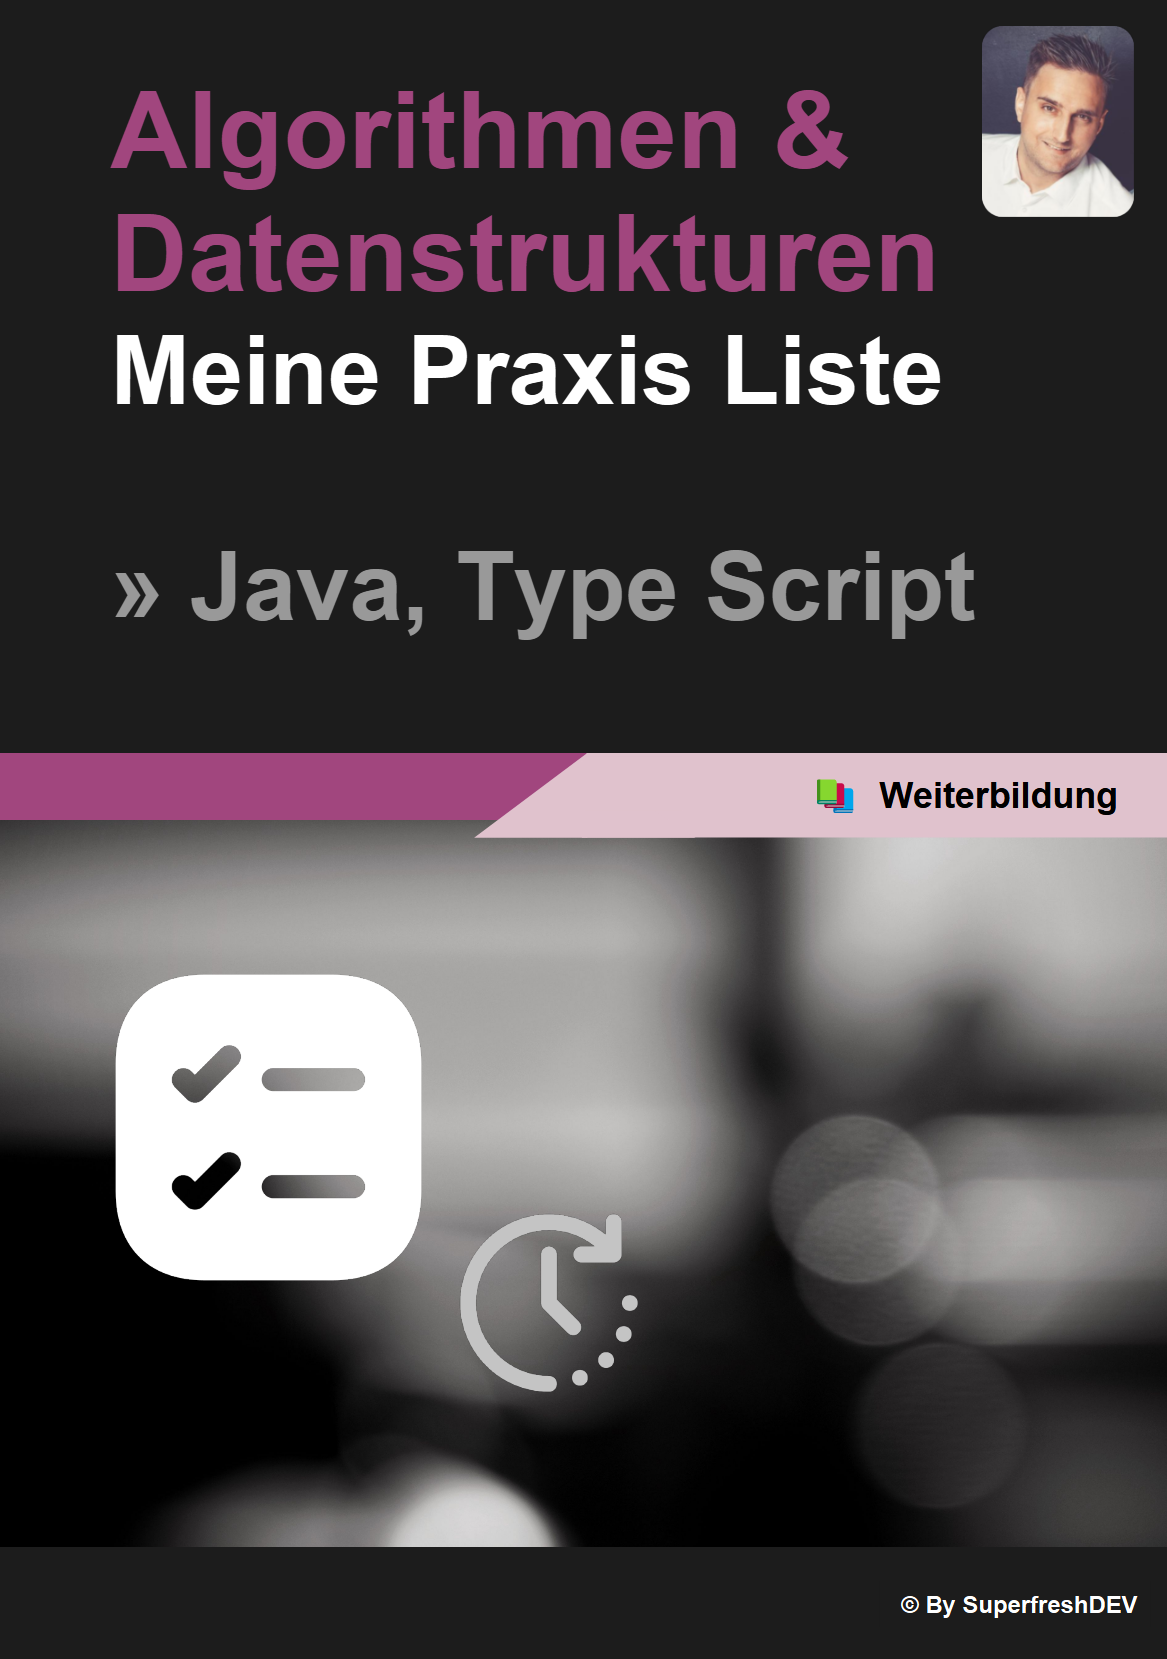 Algorithmen &
Datenstrukturen
Meine Praxis Liste
» Java, Type Script
Weiterbildung
© By SuperfreshDEV